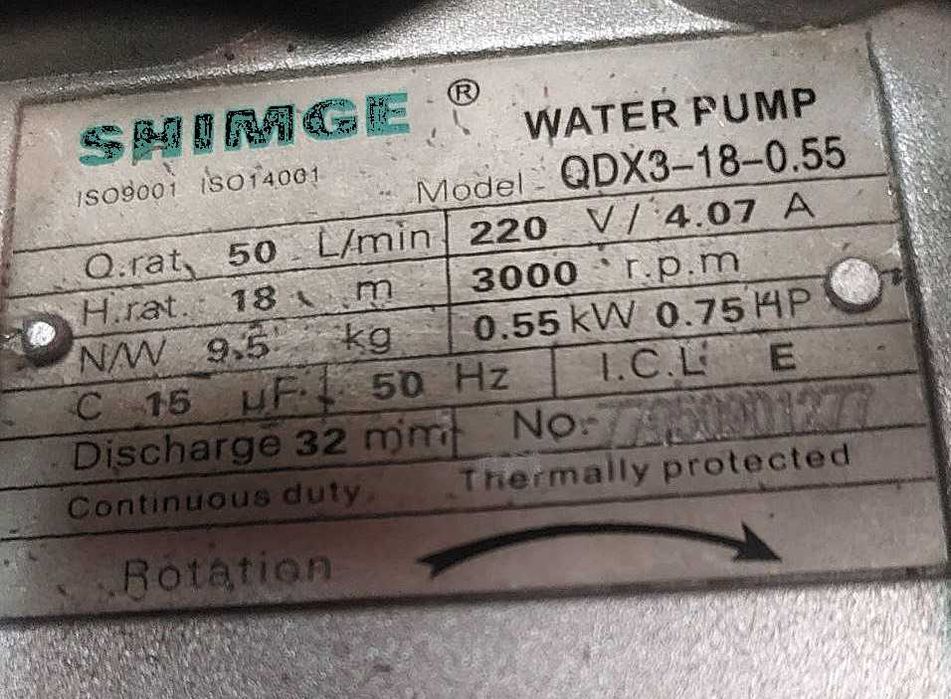 SHIMGE ® WATER PUMP
ISO9001 ISO14001 Model QDX3-18-0.55
Q.rat. 50 L/min 220 V/ 4.07 A
H.rat. 18 m 3000 r.p.m
N/W 9.5 kg 0.55 kW 0.75 HP
C 15 µF 50 Hz I.C.L E
Discharge 32 mm No:
Continuous duty Thermally protected
Rotation